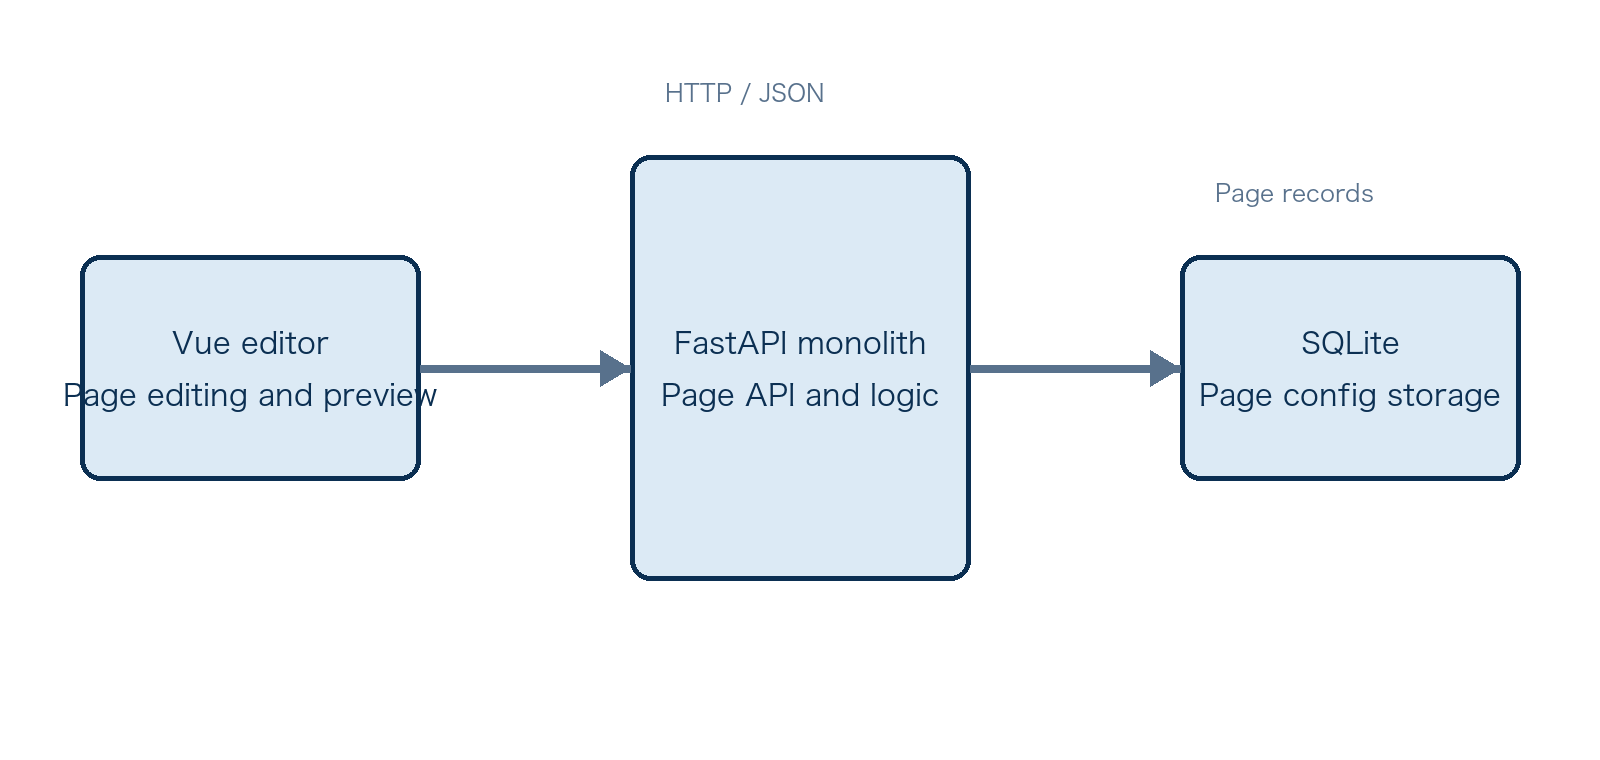 HTTP / JSON
Page records
Vue editor
Page editing and preview
FastAPI monolith
Page API and logic
SQLite
Page config storage